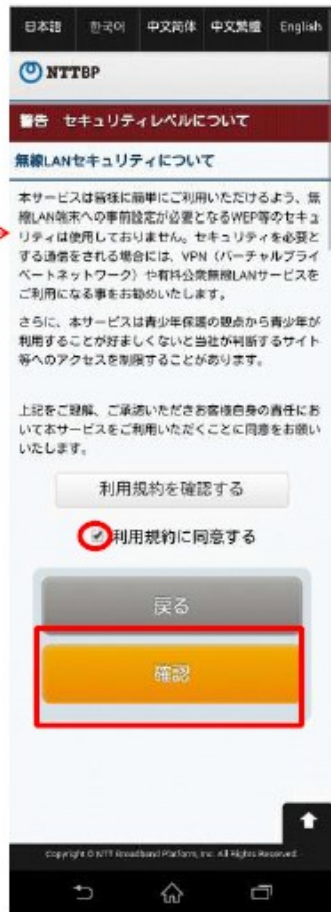 日本語 한국어 中文简体 中文繁體 English
NTTBP
警告 セキュリティレベルについて
無線LANセキュリティについて
本サービスは皆様に簡単にご利用いただけるよう、無
線LAN端末への事前設定が必要となるWEP等のセキュ
リティは使用しておりません。セキュリティを必要と
する通信をされる場合には、VPN（バーチャルプライ
ベートネットワーク）や有料公衆無線LANサービスを
ご利用になる事をお勧めいたします。
さらに、本サービスは青少年保護の観点から青少年が
利用することが好ましくないと当社が判断するサイト
等へのアクセスを制限することがあります。
上記をご理解、ご承諾いただきお客様自身の責任にお
いて本サービスをご利用いただくことに同意をお願い
いたします。
利用規約を確認する
利用規約に同意する
戻る
確認
Copyright © NTT Broadband Platform, Inc. All Rights Reserved.